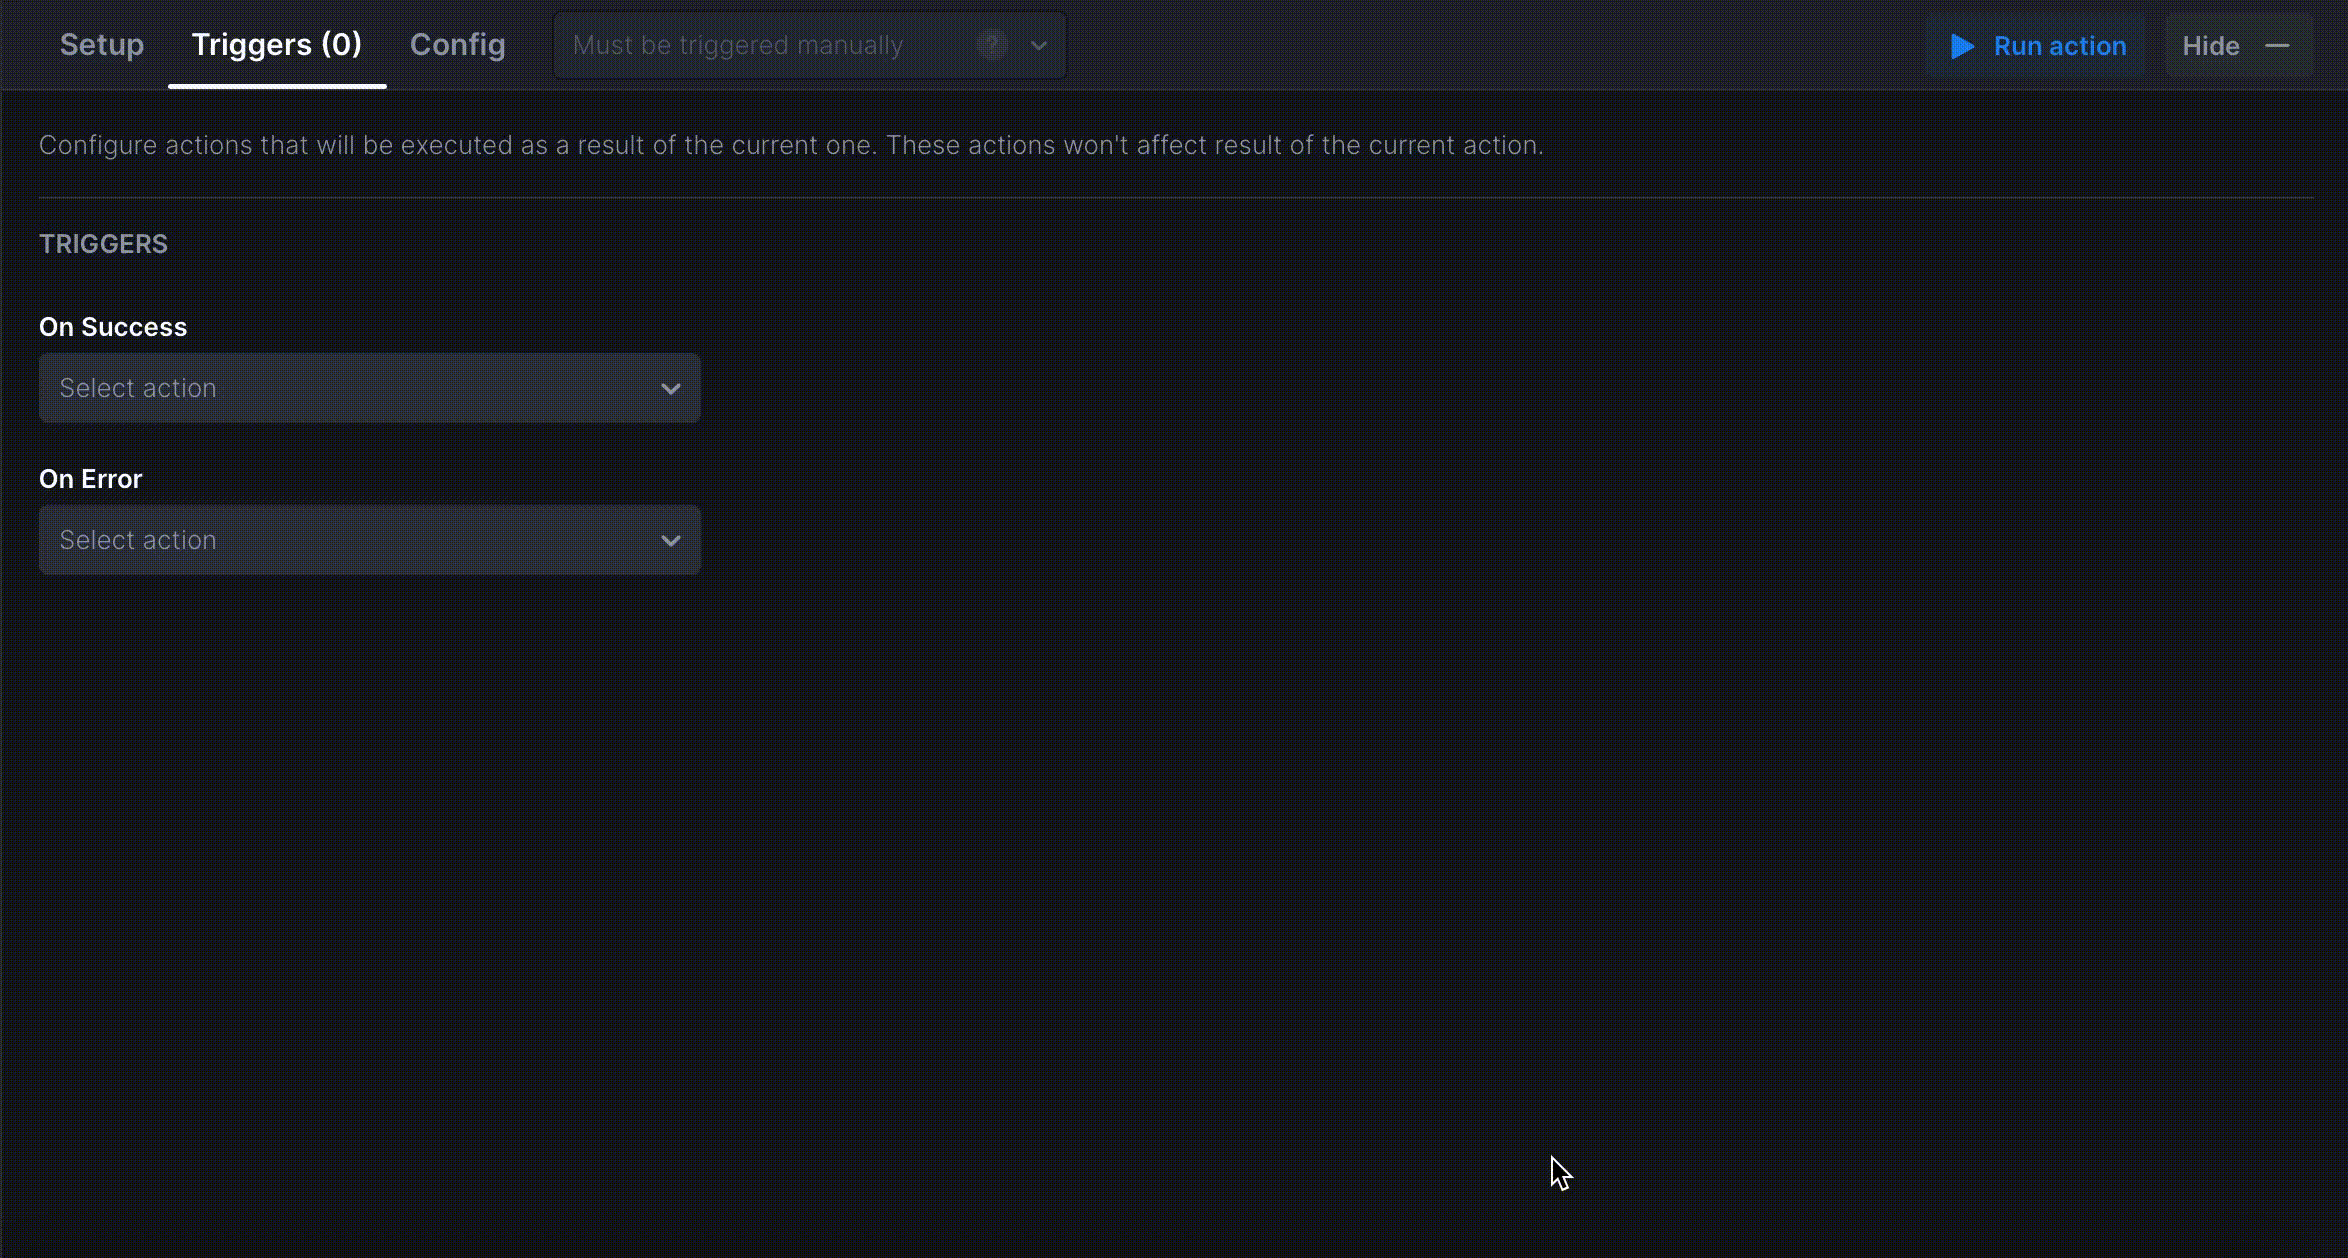 Setup Triggers (0) Config Must be triggered manually ? Run action Hide
Configure actions that will be executed as a result of the current one. These actions won't affect result of the current action.
TRIGGERS
On Success
Select action
On Error
Select action